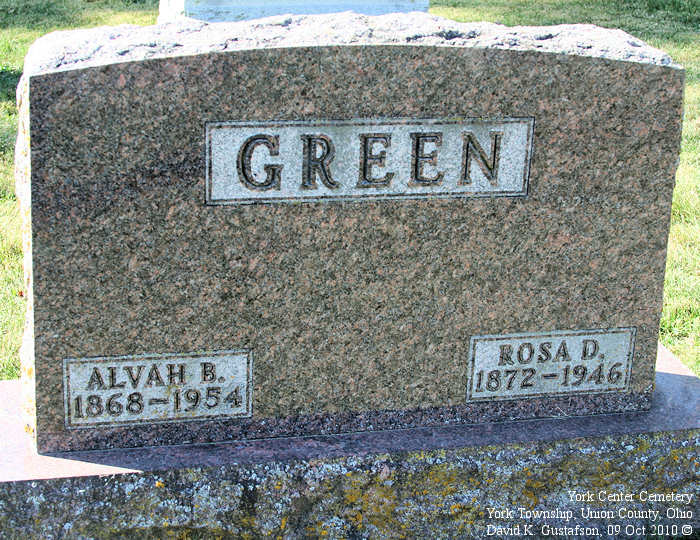 GREEN
ALVAH B.
1868-1954
ROSA D.
1872-1946
York Center Cemetery
York Township, Union County, Ohio
David K. Gustafson, 09 Oct 2010 ©